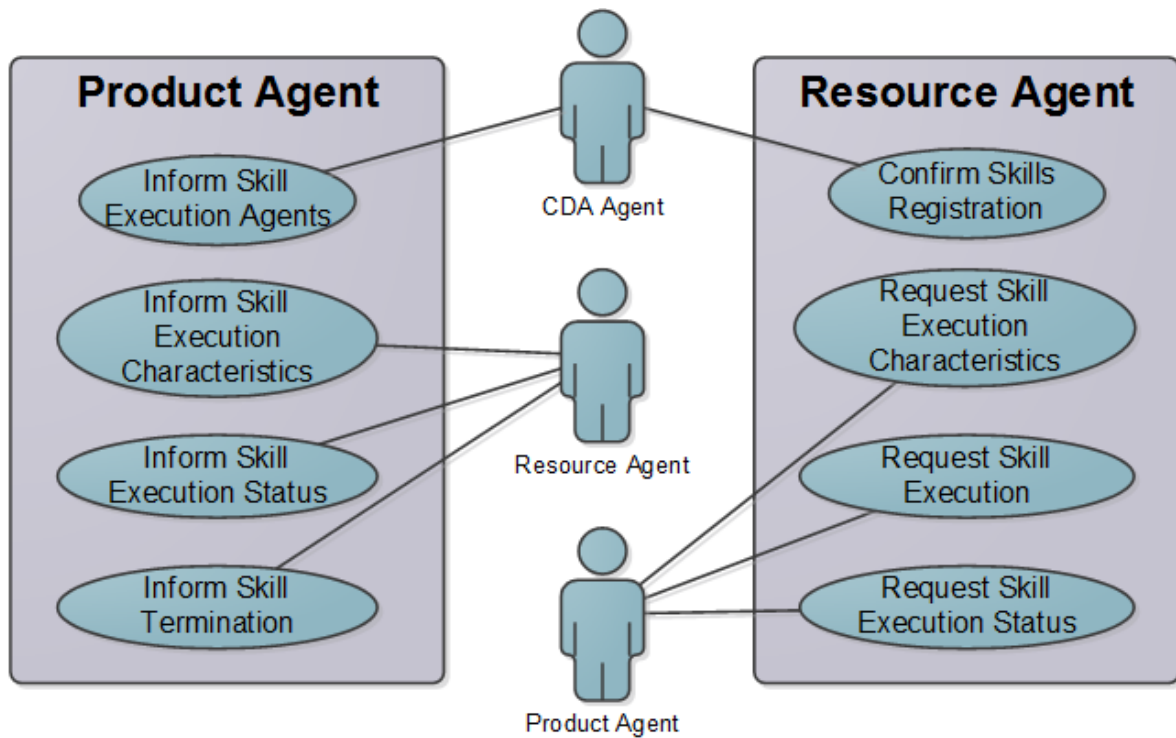 Product Agent
Inform Skill
Execution Agents
Inform Skill
Execution
Characteristics
Inform Skill
Execution Status
Inform Skill
Termination
CDA Agent
Resource Agent
Product Agent
Resource Agent
Confirm Skills
Registration
Request Skill
Execution
Characteristics
Request Skill
Execution
Request Skill
Execution Status